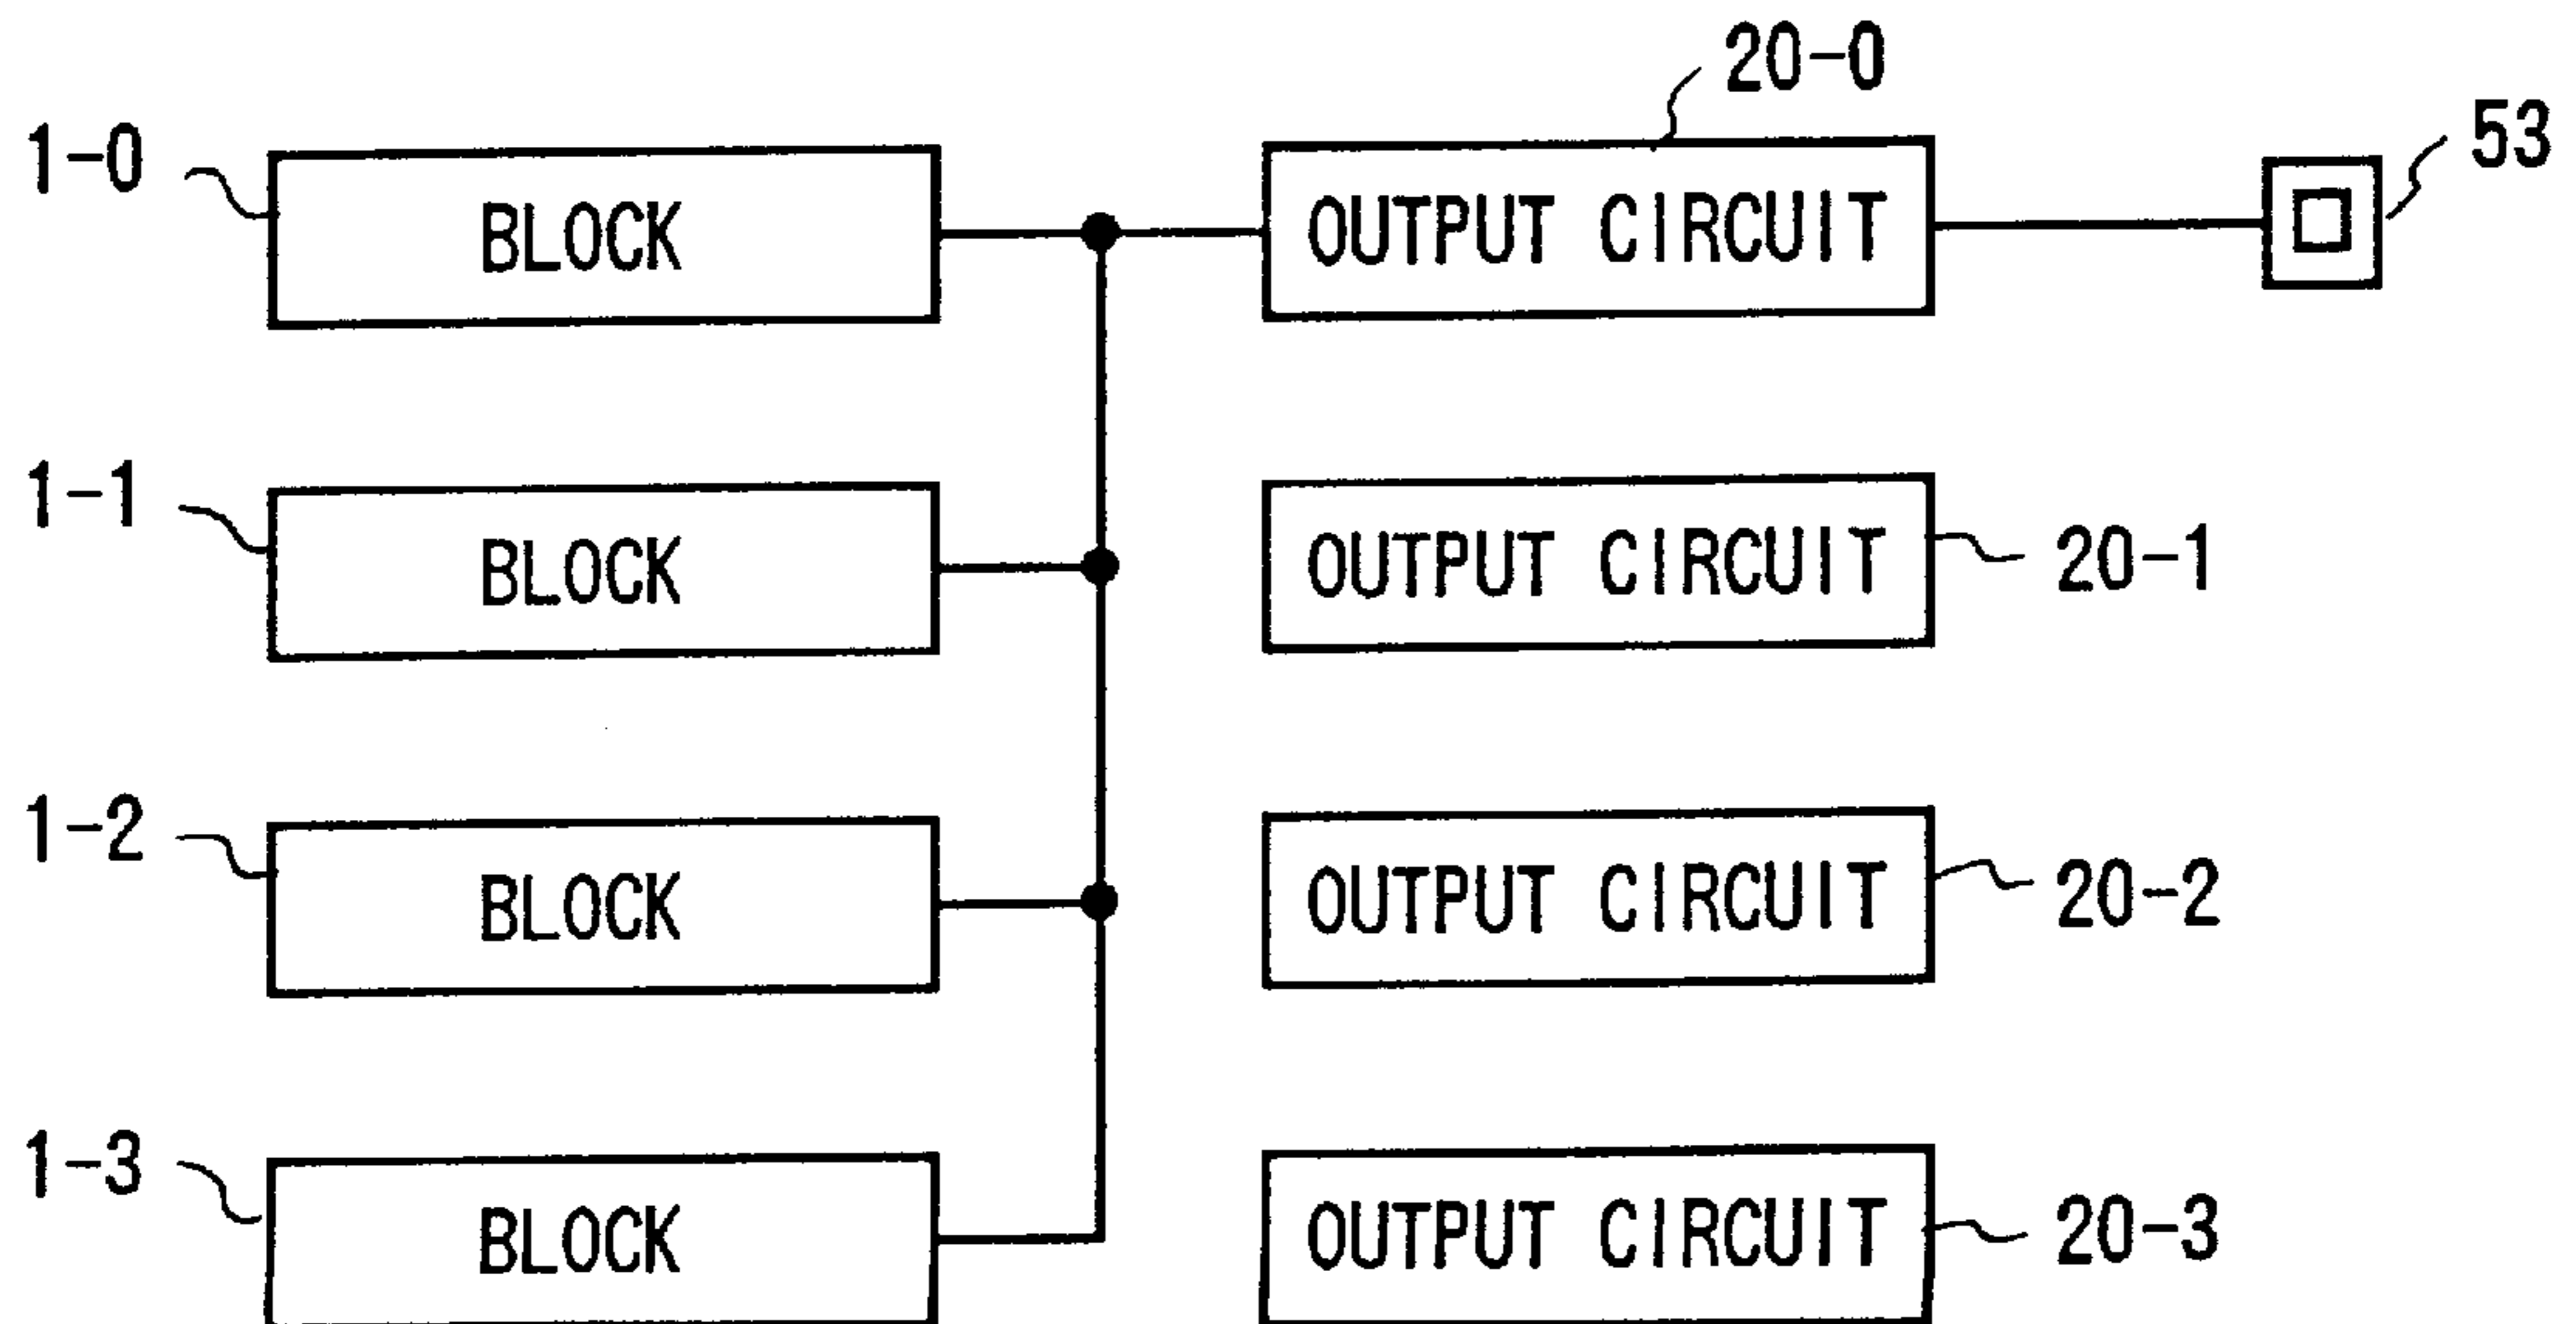 20-0
53
1-0
BLOCK
OUTPUT CIRCUIT
1-1
BLOCK
OUTPUT CIRCUIT
20-1
1-2
BLOCK
OUTPUT CIRCUIT
20-2
1-3
BLOCK
OUTPUT CIRCUIT
20-3